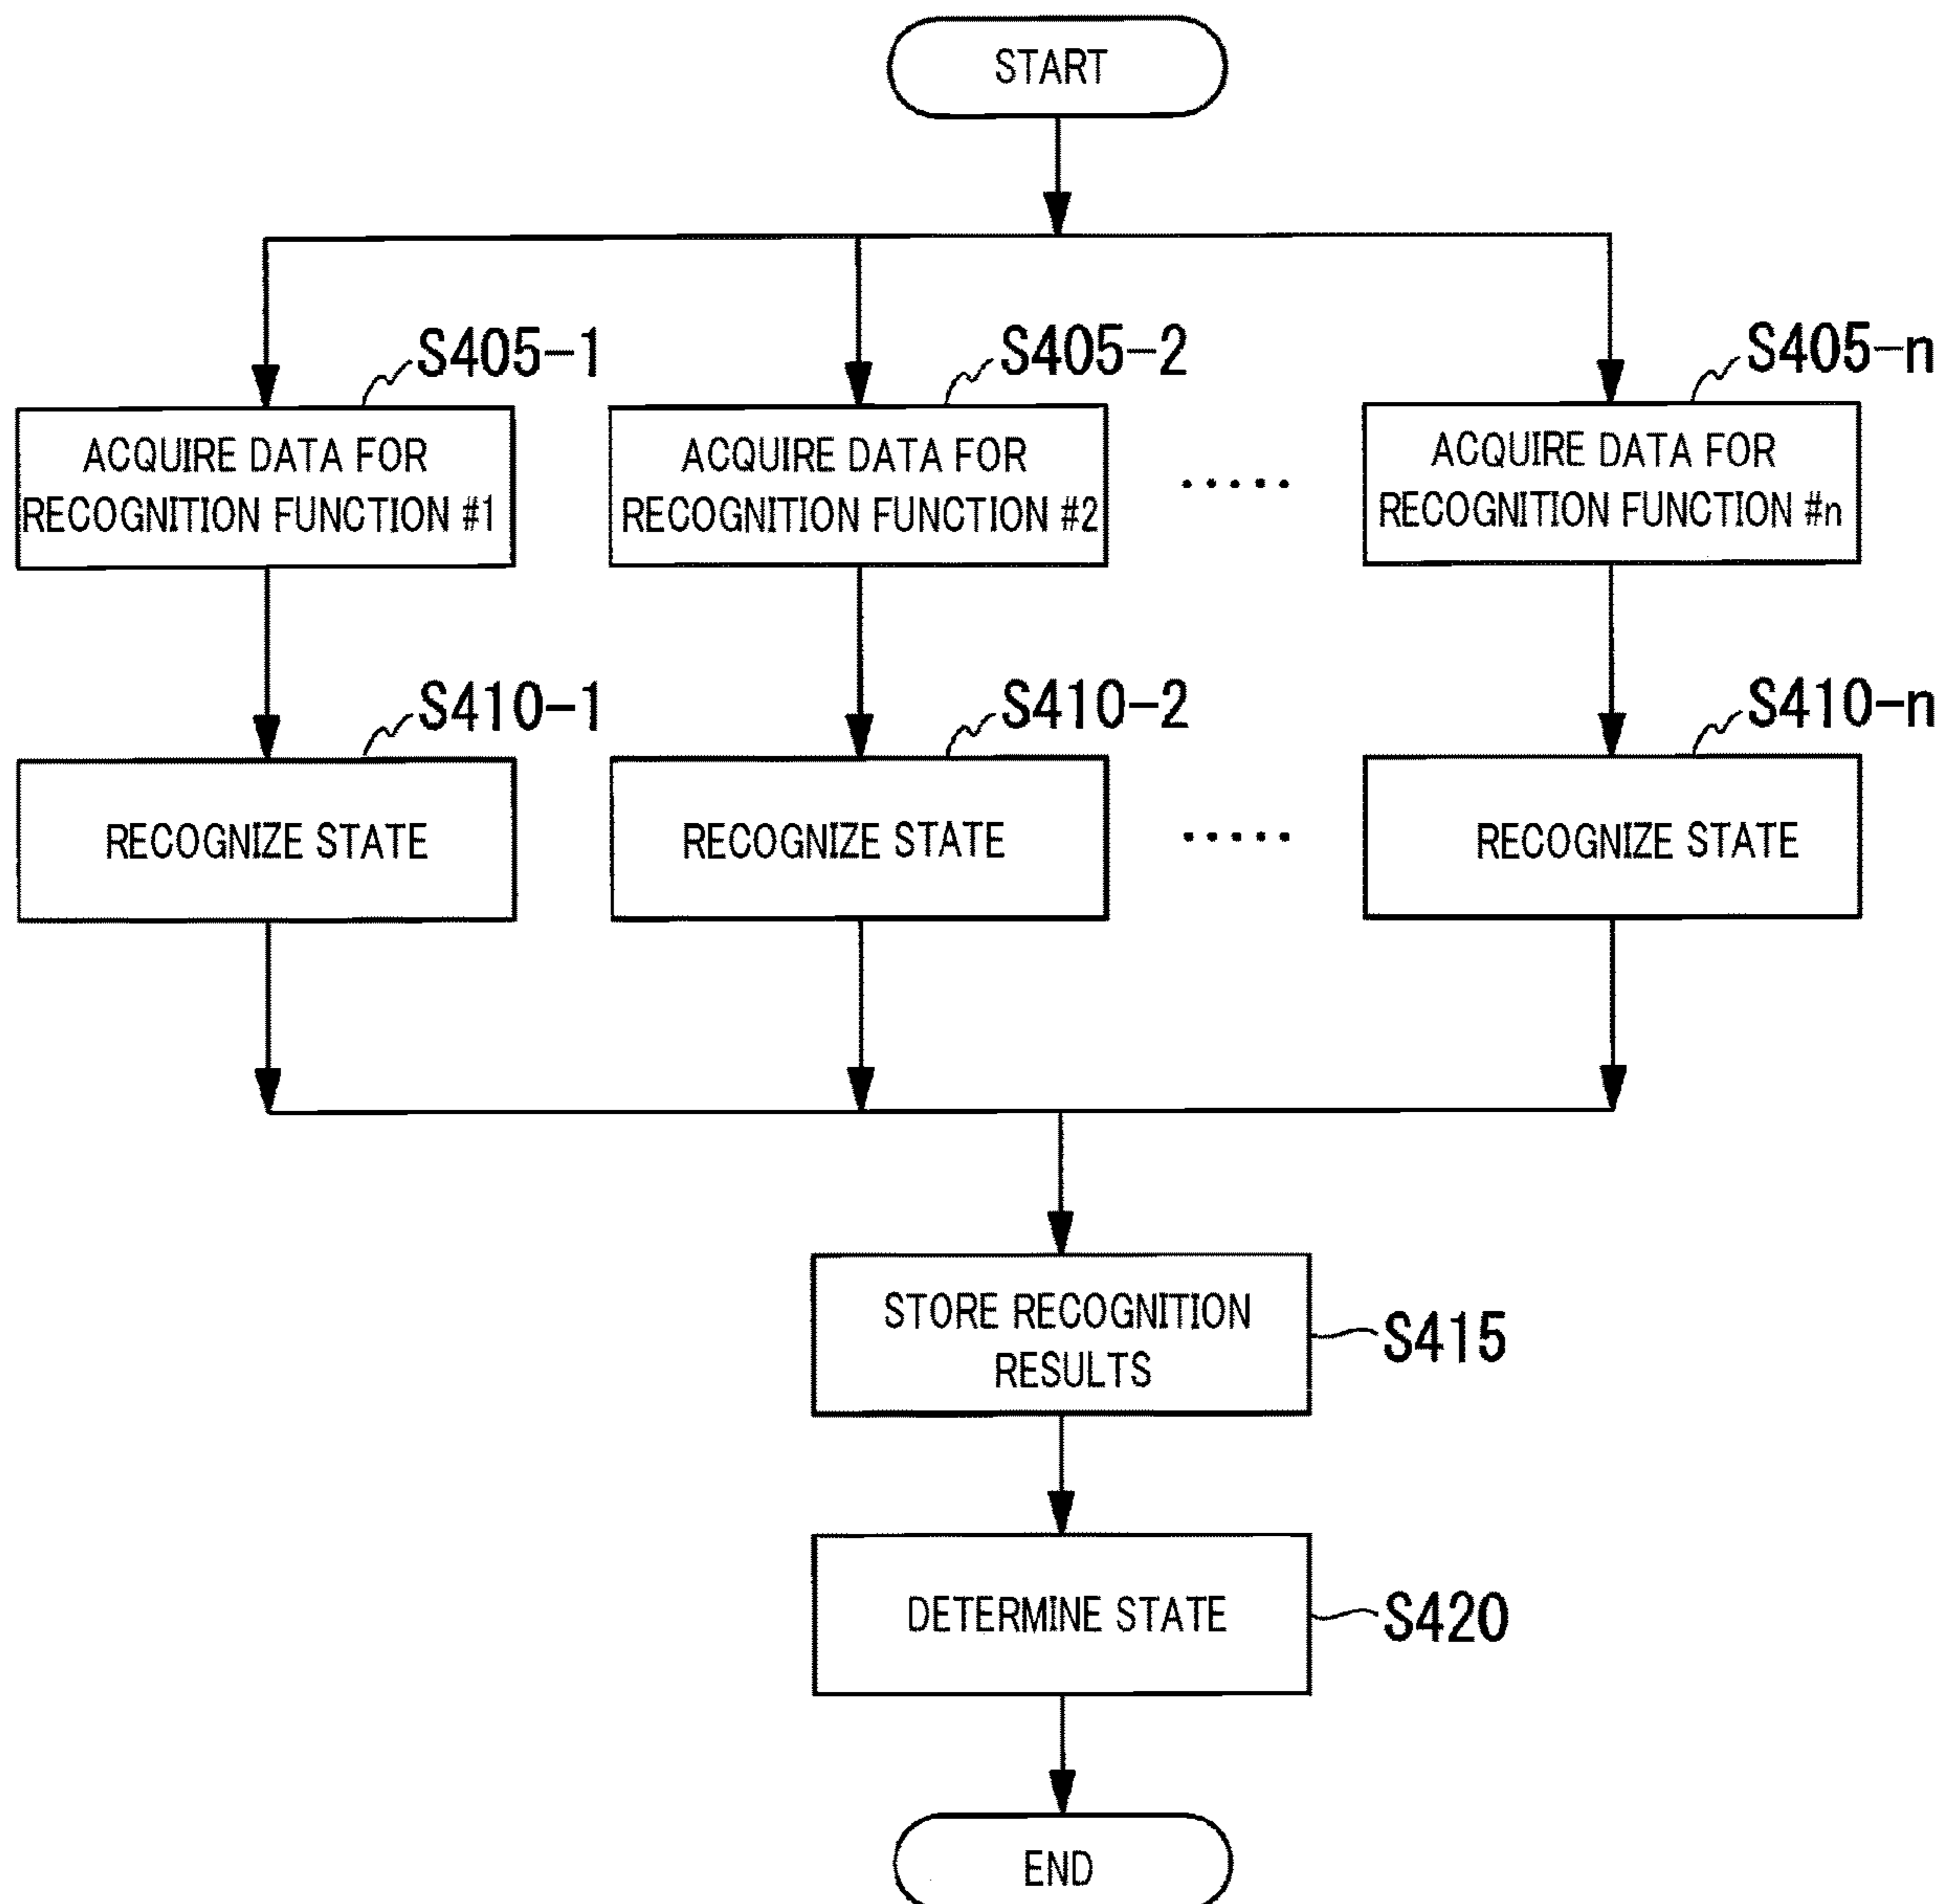 START
S405-1
S405-2
S405-n
ACQUIRE DATA FOR
RECOGNITION FUNCTION #1
ACQUIRE DATA FOR
RECOGNITION FUNCTION #2
.....
ACQUIRE DATA FOR
RECOGNITION FUNCTION #n
S410-1
S410-2
S410-n
RECOGNIZE STATE
RECOGNIZE STATE
.....
RECOGNIZE STATE
STORE RECOGNITION
RESULTS
S415
DETERMINE STATE
S420
END